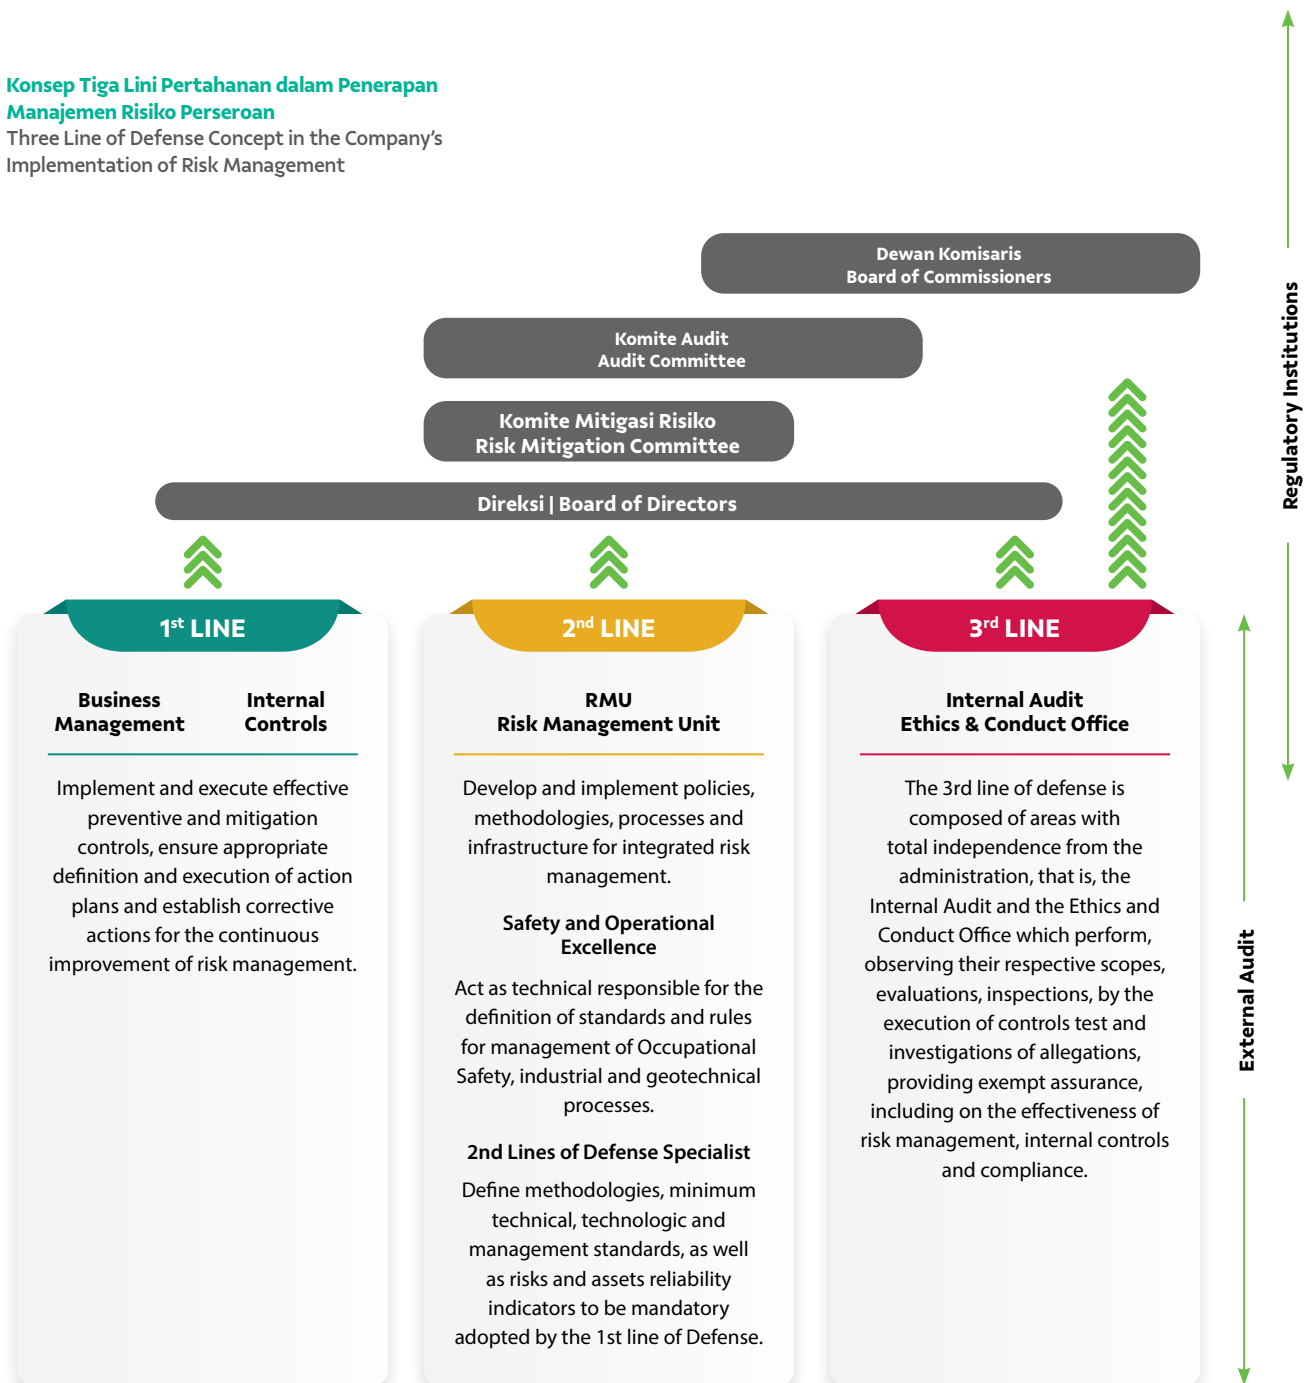 Konsep Tiga Lini Pertahanan dalam Penerapan
Manajemen Risiko Perseroan
Three Line of Defense Concept in the Company's
Implementation of Risk Management
Dewan Komisaris
Board of Commissioners
Komite Audit
Audit Committee
Komite Mitigasi Risiko
Risk Mitigation Committee
Direksi | Board of Directors
1st LINE
Business
Management
Internal
Controls
Implement and execute effective
preventive and mitigation
controls, ensure appropriate
definition and execution of action
plans and establish corrective
actions for the continuous
improvement of risk management.
2nd LINE
RMU
Risk Management Unit
Develop and implement policies,
methodologies, processes and
infrastructure for integrated risk
management.
Safety and Operational
Excellence
Act as technical responsible for the
definition of standards and rules
for management of Occupational
Safety, industrial and geotechnical
processes.
2nd Lines of Defense Specialist
Define methodologies, minimum
technical, technologic and
management standards, as well
as risks and assets reliability
indicators to be mandatory
adopted by the 1st line of Defense.
3rd LINE
Internal Audit
Ethics & Conduct Office
The 3rd line of defense is
composed of areas with
total independence from the
administration, that is, the
Internal Audit and the Ethics and
Conduct Office which perform,
observing their respective scopes,
evaluations, inspections, by the
execution of controls test and
investigations of allegations,
providing exempt assurance,
including on the effectiveness of
risk management, internal controls
and compliance.
External Audit
Regulatory Institutions